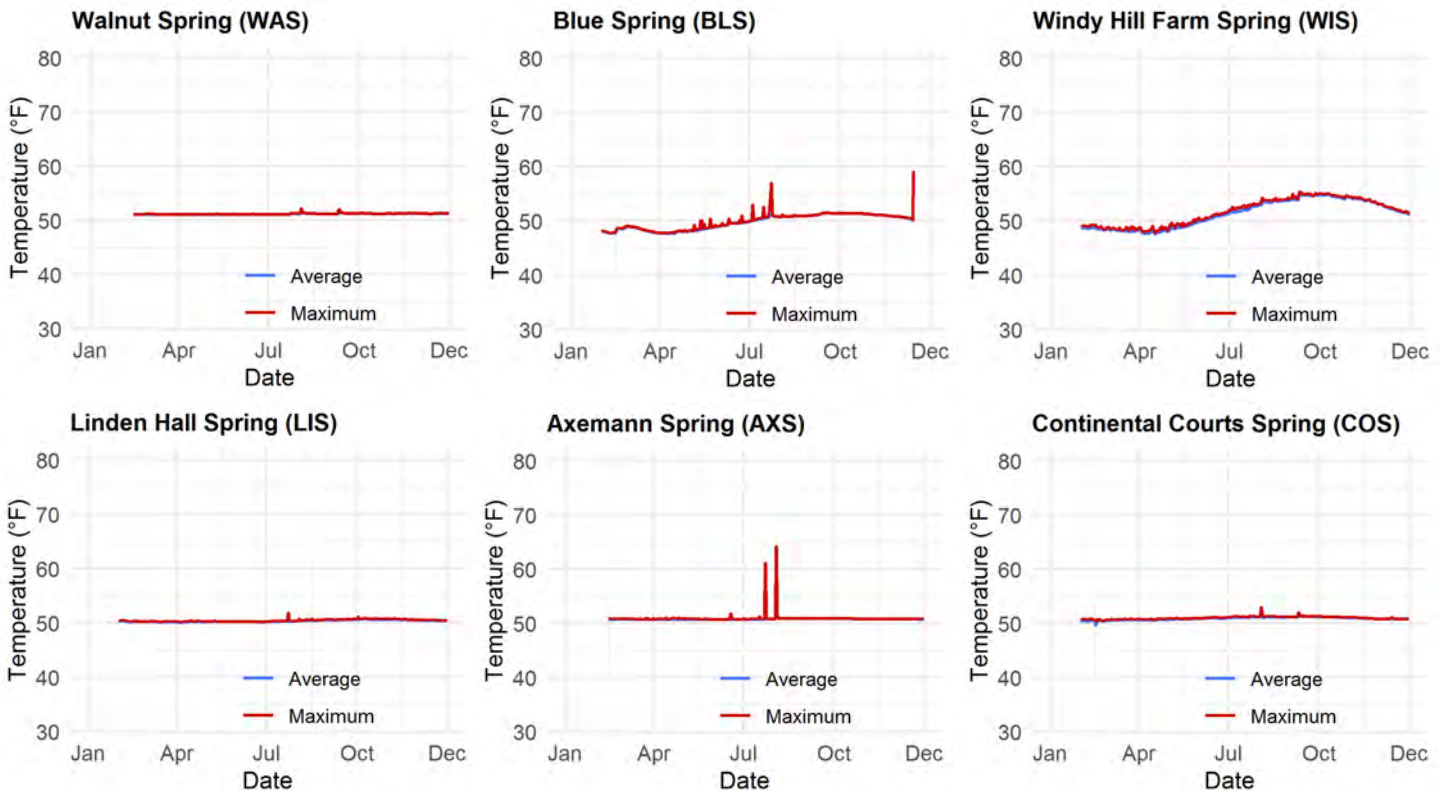 Walnut Spring (WAS)
80
70
60
50
40
30
Temperature (°F)
Average
Maximum
Jan Apr Jul Oct Dec
Date
Blue Spring (BLS)
80
70
60
50
40
30
Temperature (°F)
Average
Maximum
Jan Apr Jul Oct Dec
Date
Windy Hill Farm Spring (WIS)
80
70
60
50
40
30
Temperature (°F)
Average
Maximum
Jan Apr Jul Oct Dec
Date
Linden Hall Spring (LIS)
80
70
60
50
40
30
Temperature (°F)
Average
Maximum
Jan Apr Jul Oct Dec
Date
Axemann Spring (AXS)
80
70
60
50
40
30
Temperature (°F)
Average
Maximum
Jan Apr Jul Oct Dec
Date
Continental Courts Spring (COS)
80
70
60
50
40
30
Temperature (°F)
Average
Maximum
Jan Apr Jul Oct Dec
Date